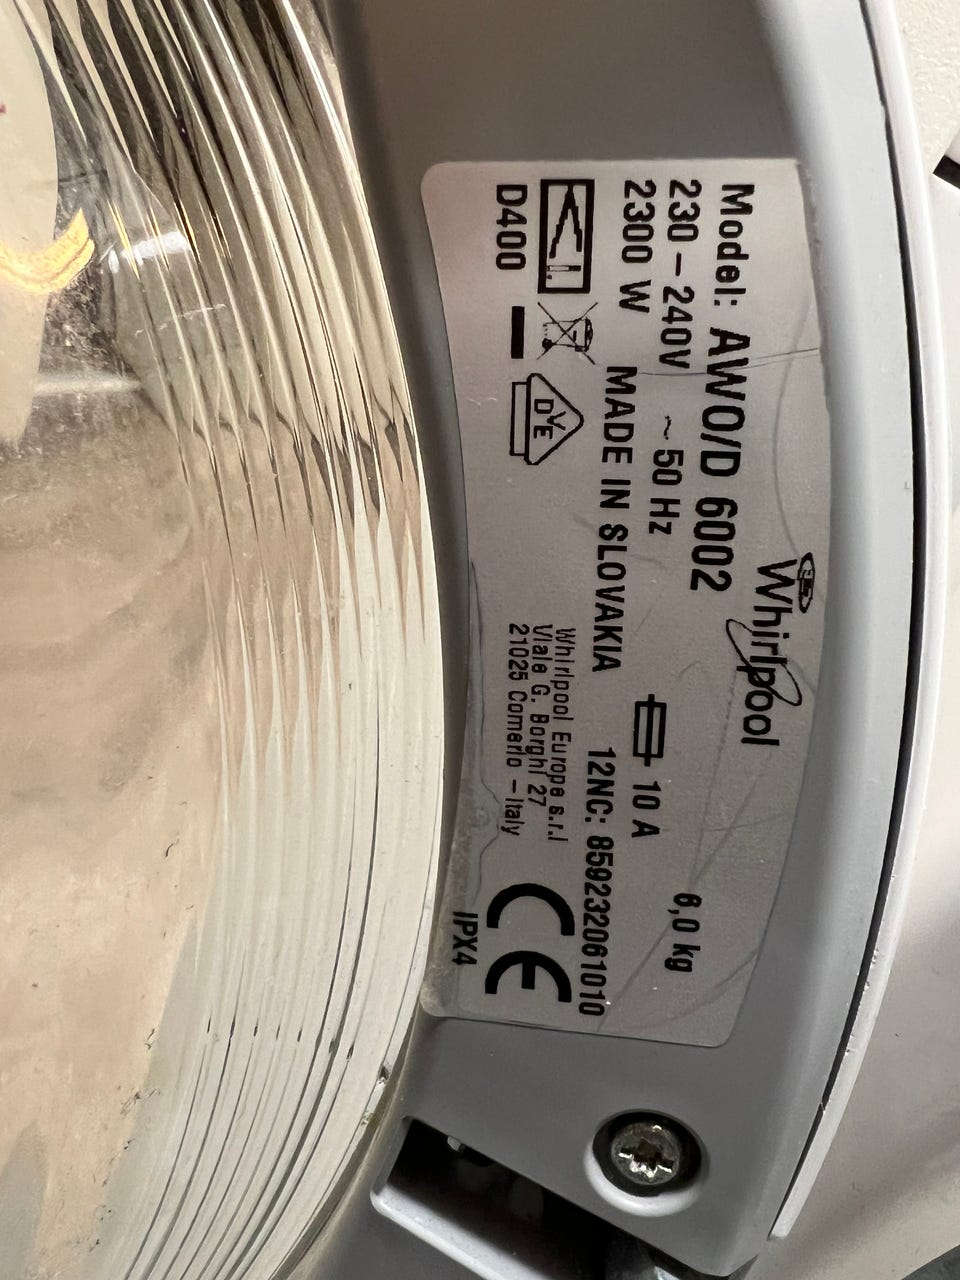 Whirlpool
Model: AWO/D 6002
230-240V ~ 50 Hz
6,0 kg
2300 W
10 A
MADE IN SLOVAKIA
12NC: 859232061010
D400
DVE
Whirlpool Europe s.r.l
Viale G. Borghi 27
21025 Comerio - Italy
CE
IPX4